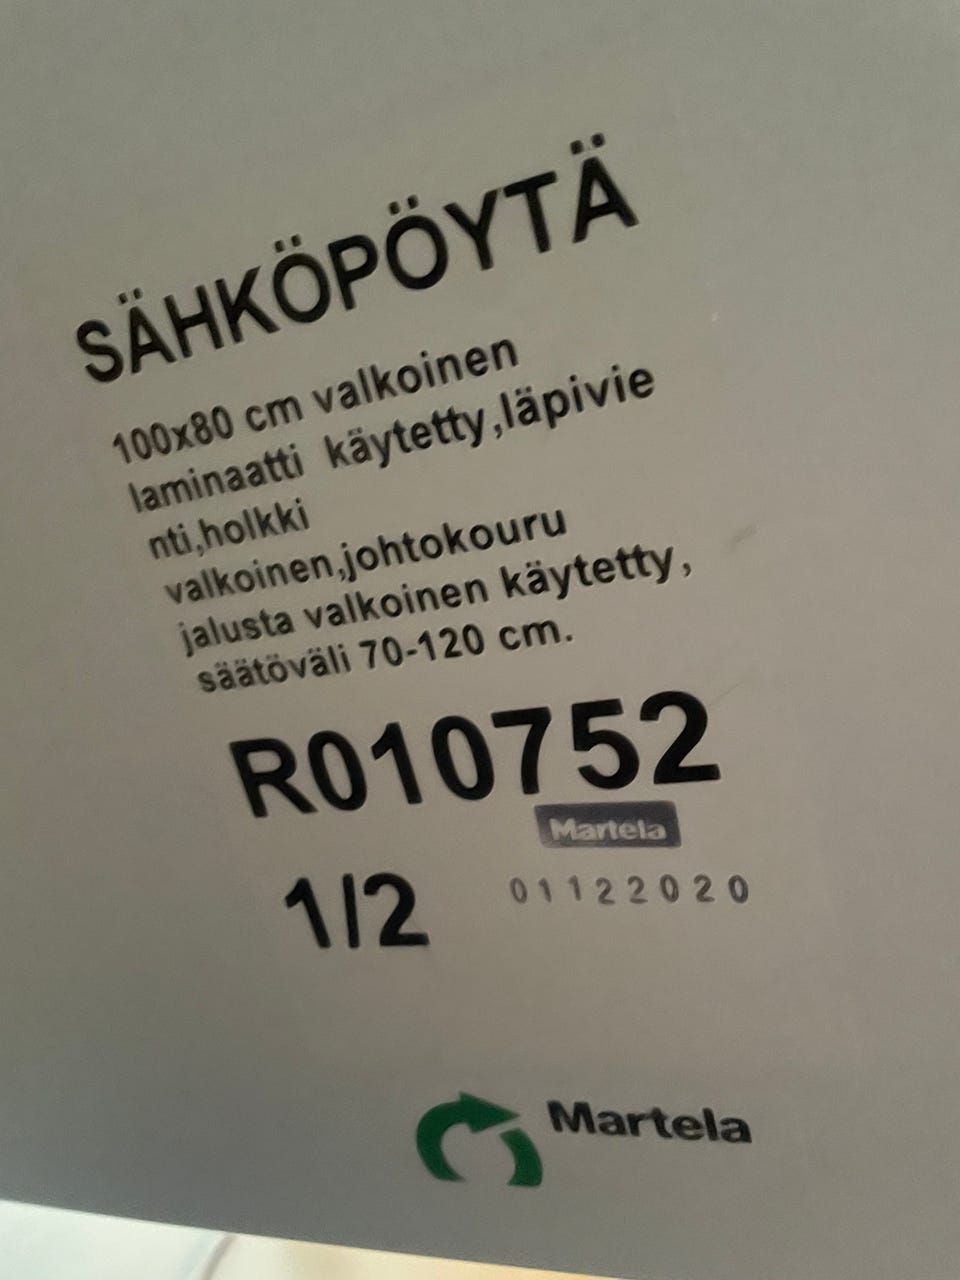 SÄHKÖPÖYTÄ
100x80 cm valkoinen
laminaatti  käytetty,läpivie
nti,holkki
valkoinen,johtokouru
jalusta valkoinen käytetty,
säätöväli 70-120 cm.
R010752
Martela
1/2
01122020
Martela